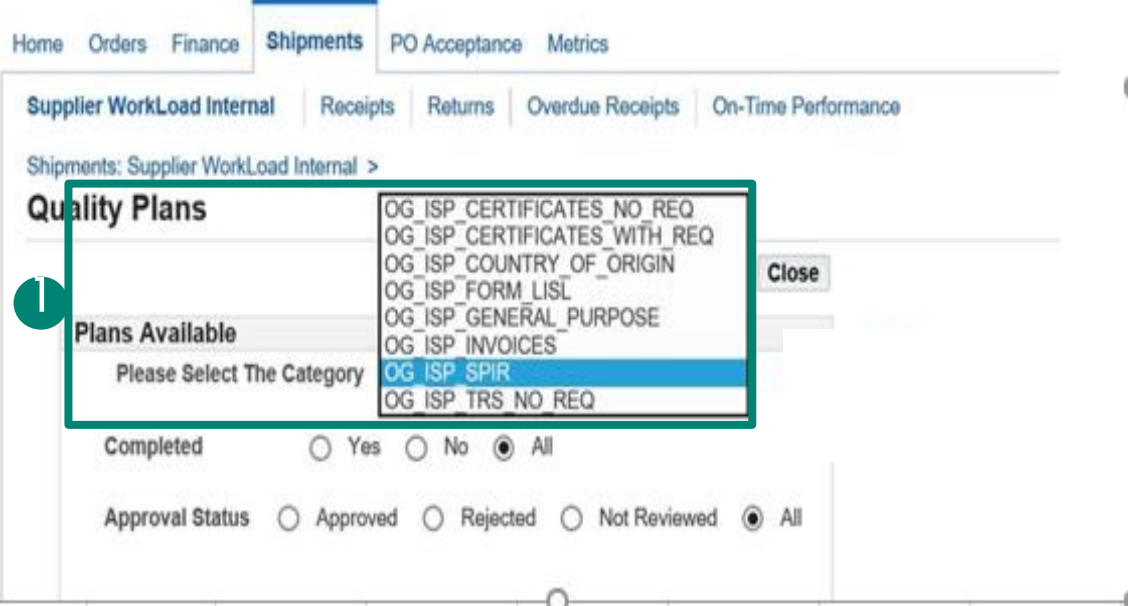 Home Orders Finance Shipments PO Acceptance Metrics
Supplier WorkLoad Internal Receipts Returns Overdue Receipts On-Time Performance
Shipments: Supplier WorkLoad Internal >
Quality Plans
OG_ISP_CERTIFICATES_NO_REQ
OG_ISP_CERTIFICATES_WITH_REQ
OG_ISP_COUNTRY_OF_ORIGIN
OG_ISP_FORM_LISL
OG_ISP_GENERAL_PURPOSE
OG_ISP_INVOICES
OG_ISP_SPIR
OG_ISP_TRS_NO_REQ
Close
1
Plans Available
Please Select The Category
Completed Yes No All
Approval Status Approved Rejected Not Reviewed All